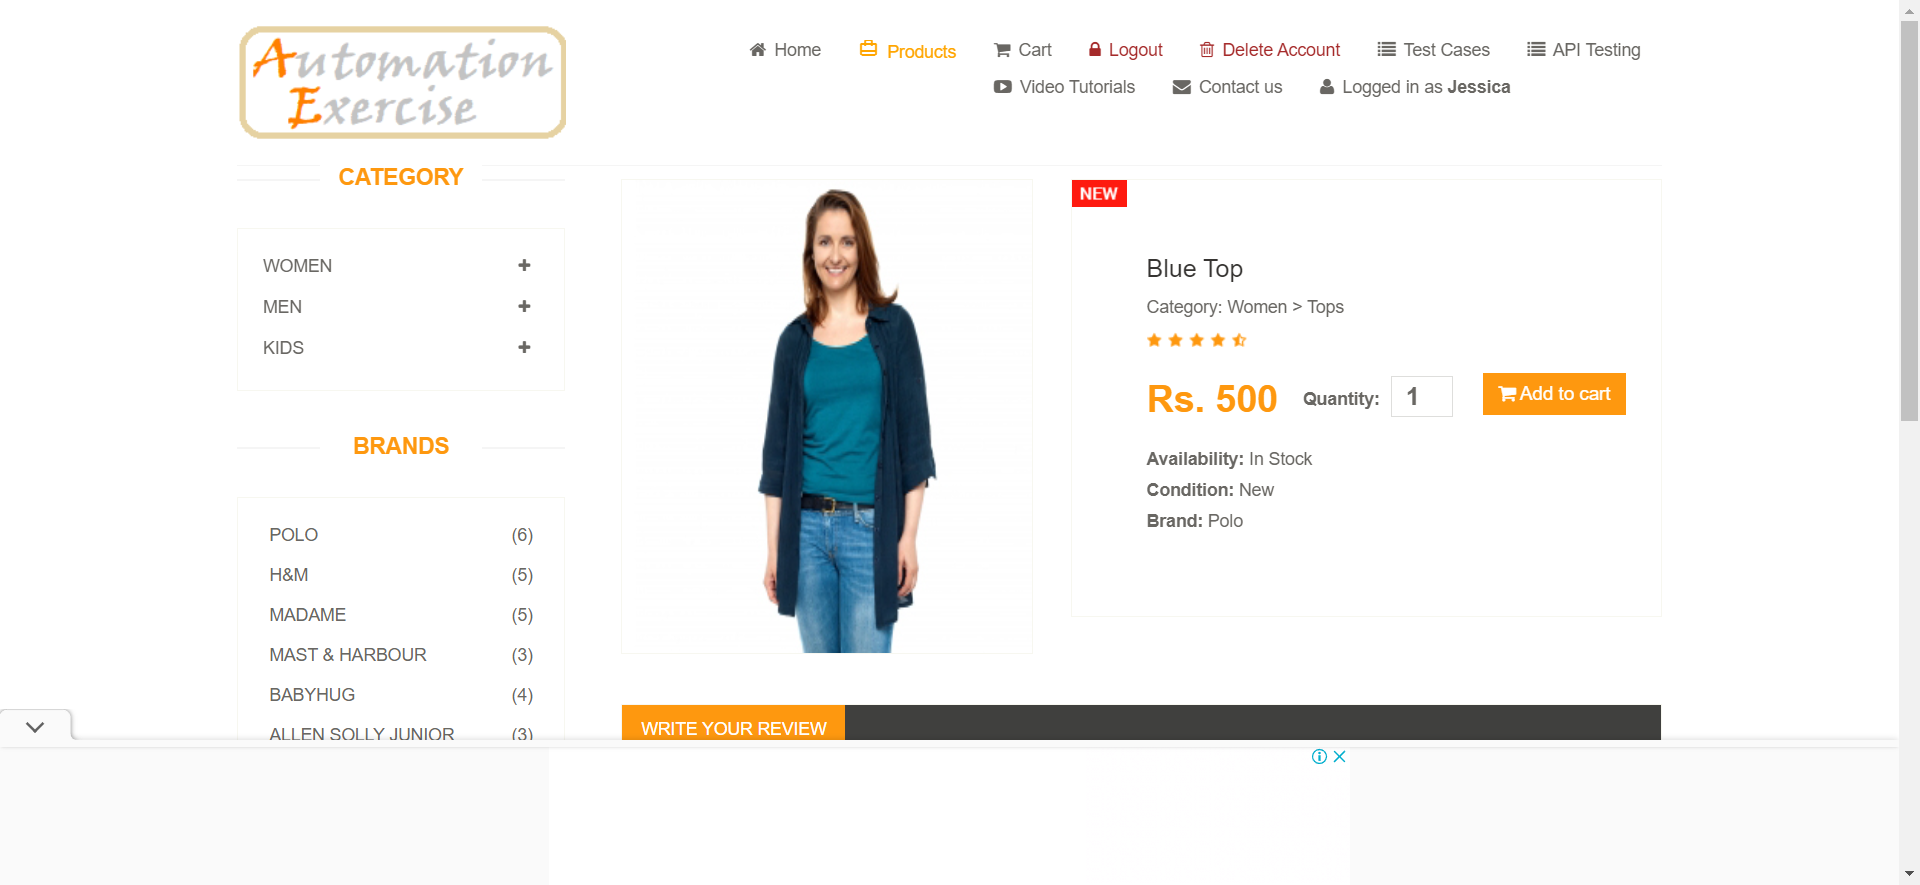 Automation
Exercise
Home
Products
Cart
Logout
Delete Account
Test Cases
API Testing
Video Tutorials
Contact us
Logged in as Jessica
CATEGORY
WOMEN
MEN
KIDS
BRANDS
POLO (6)
H&M (5)
MADAME (5)
MAST & HARBOUR (3)
BABYHUG (4)
ALLEN SOLLY JUNIOR (3)
NEW
Blue Top
Category: Women > Tops
Rs. 500 Quantity: 1 Add to cart
Availability: In Stock
Condition: New
Brand: Polo
WRITE YOUR REVIEW